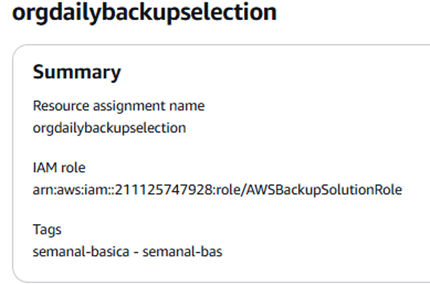 orgdailybackupselection
Summary
Resource assignment name
orgdailybackupselection
IAM role
arn:aws:iam::211125747928:role/AWSBackupSolutionRole
Tags
semanal-basica - semanal-bas